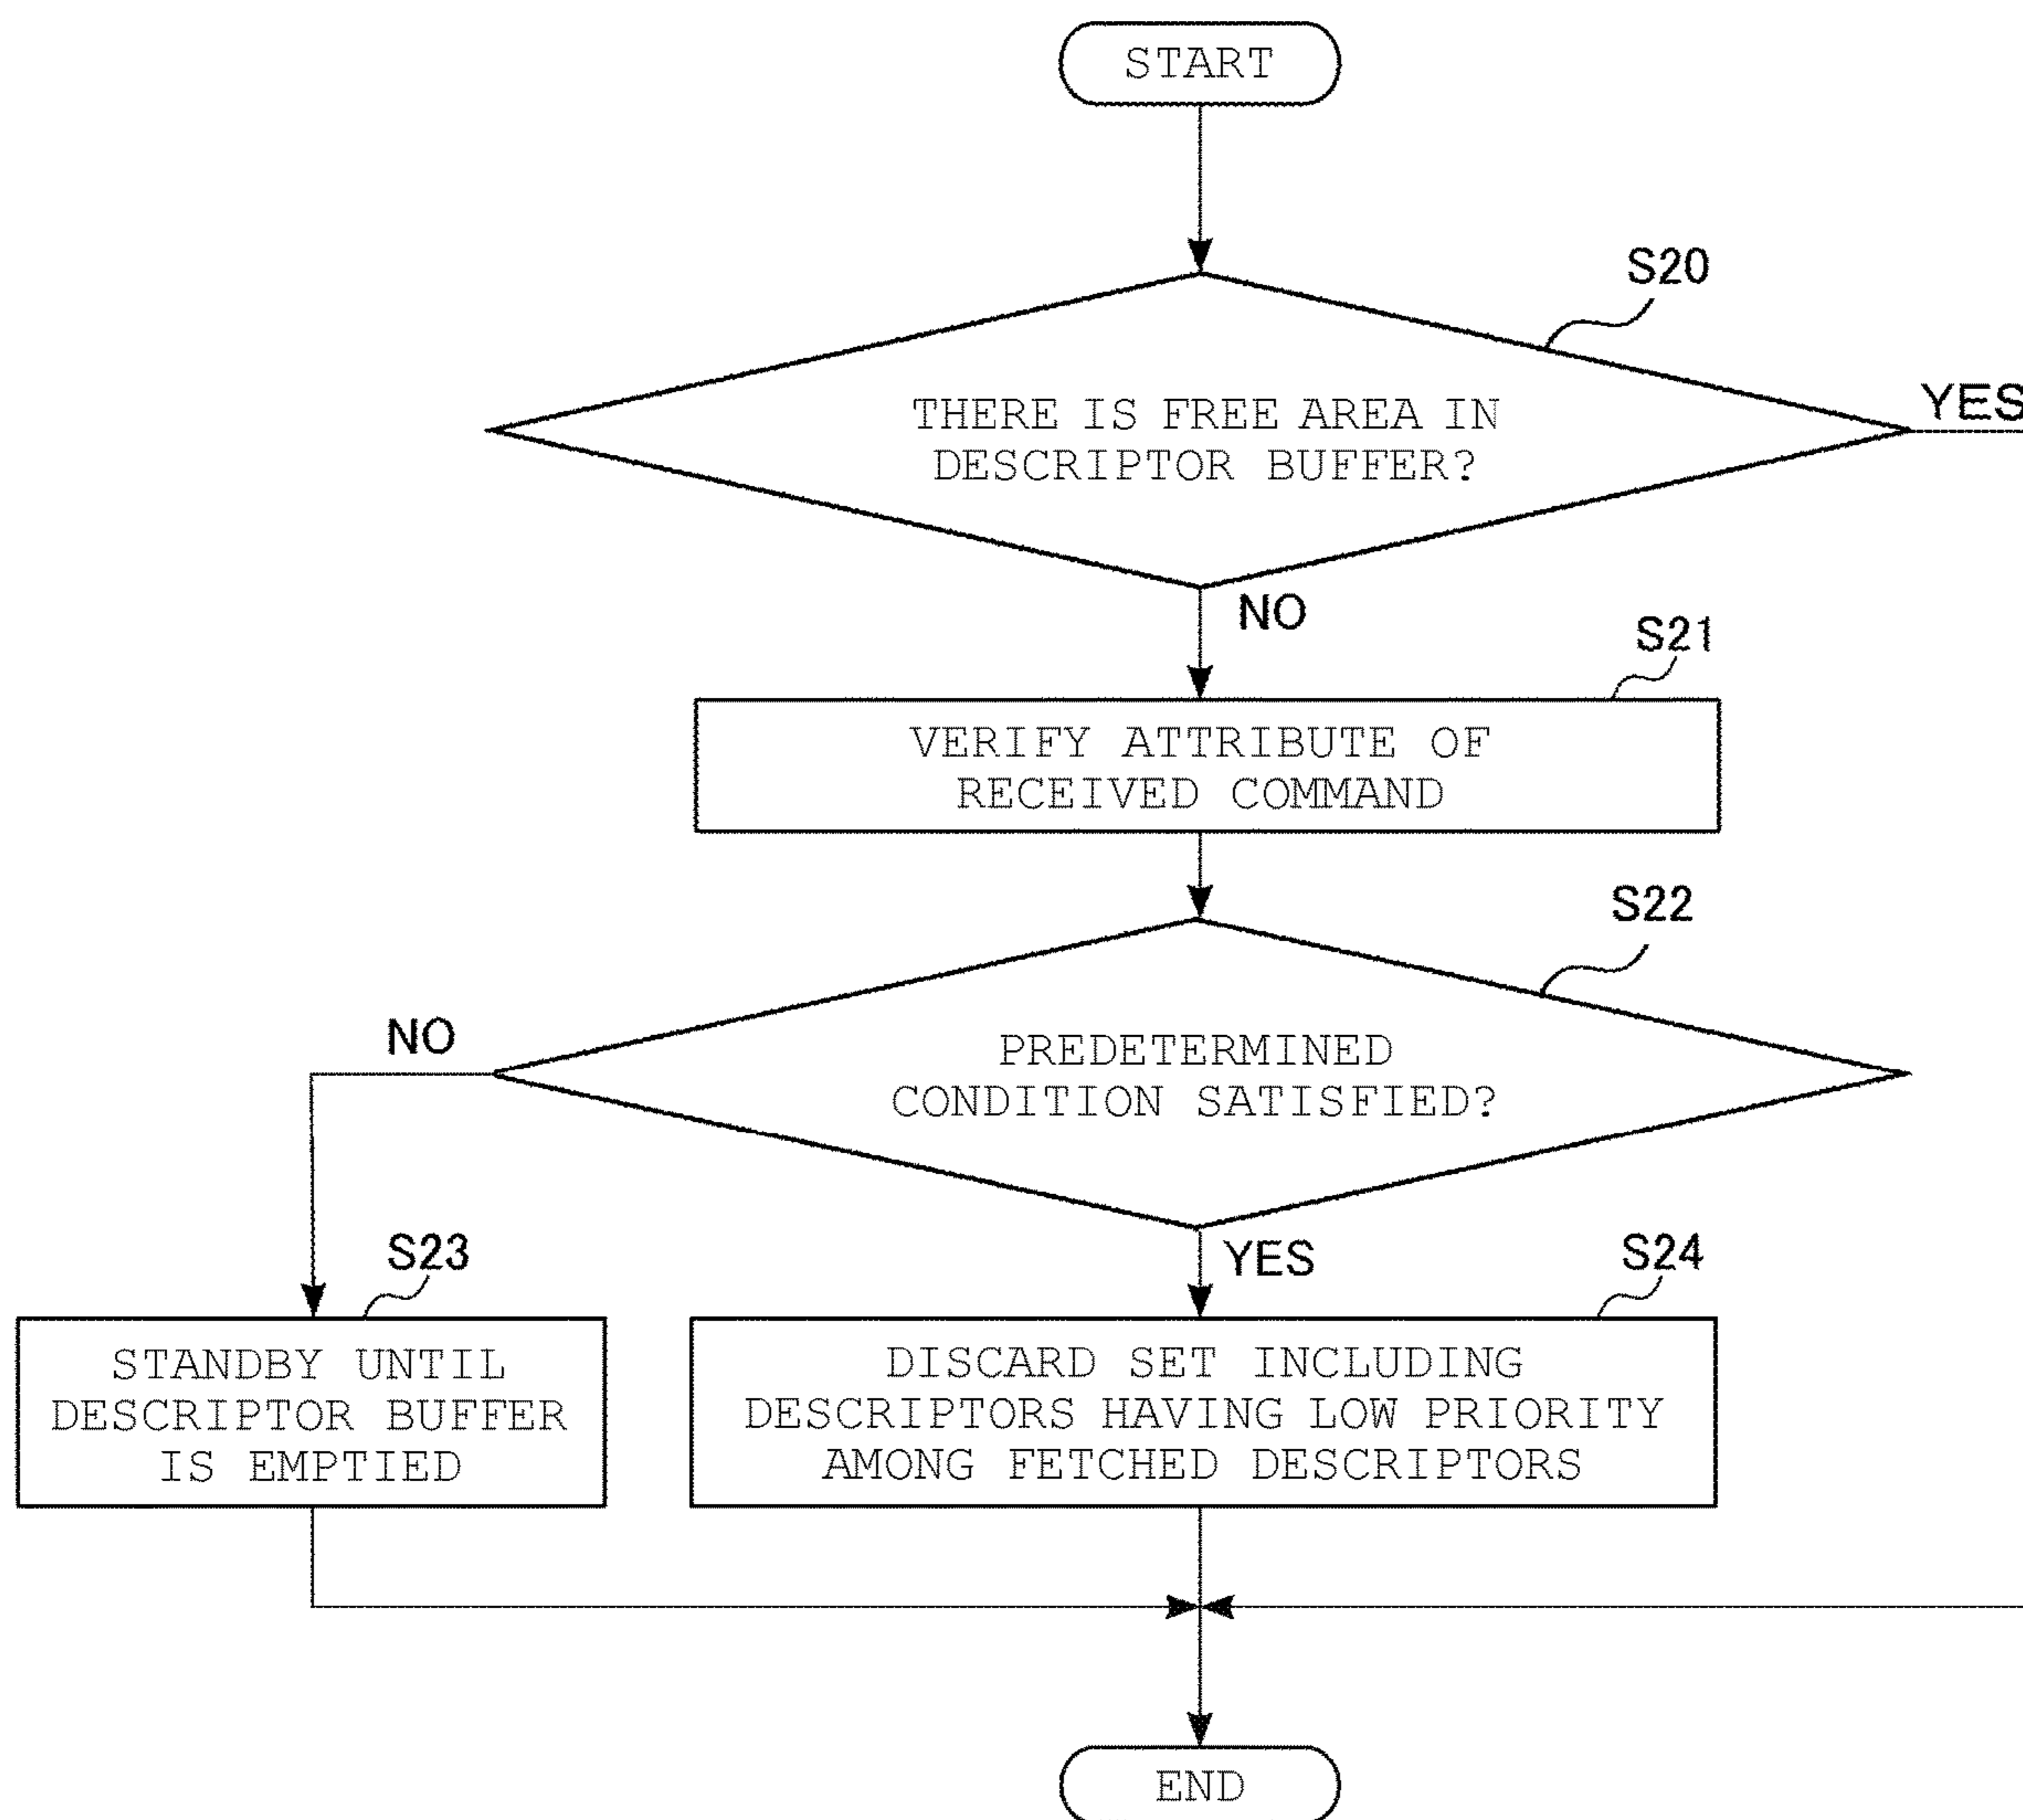 START
S20
THERE IS FREE AREA IN
DESCRIPTOR BUFFER?
YES
NO
S21
VERIFY ATTRIBUTE OF
RECEIVED COMMAND
S22
PREDETERMINED
CONDITION SATISFIED?
NO
YES
S23
STANDBY UNTIL
DESCRIPTOR BUFFER
IS EMPTIED
S24
DISCARD SET INCLUDING
DESCRIPTORS HAVING LOW PRIORITY
AMONG FETCHED DESCRIPTORS
END